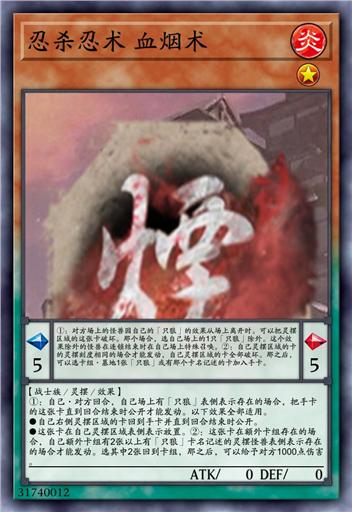 忍杀忍术 血烟术
炎
煙
①：对方场上的怪兽因自己的「只狼」的效果从场上离开时，可以把灵摆
区域的这张卡破坏。那个场合，选自己场上的1只「只狼」除外。这个效
果除外的怪兽在连锁结束时在自己场上特殊召唤。②：自己灵摆区域的卡
的灵摆刻度相同的场合才能发动，自己灵摆区域的卡全部破坏。那之后，可
以选卡组·墓地1张「只狼」或有那个卡名记述的卡加入手卡。
5
5
【战士族／灵摆／效果】
①：自己·对方回合，自己场上有「只狼」表侧表示存在的场合，把手卡
的这张卡直到回合结束时公开才能发动。以下效果全部适用。
●自己右侧灵摆区域的卡回到手卡并直到回合结束时公开。
●这张卡在自己灵摆区域表侧表示放置。②：这张卡在额外卡组存在的场
合，自己额外卡组有2张以上有「只狼」卡名记述的灵摆怪兽表侧表示存在
的场合才能发动。选其中2张回到卡组，那之后，可以给予对方1000点伤害
。
ATK/ 0 DEF/ 0
31740012